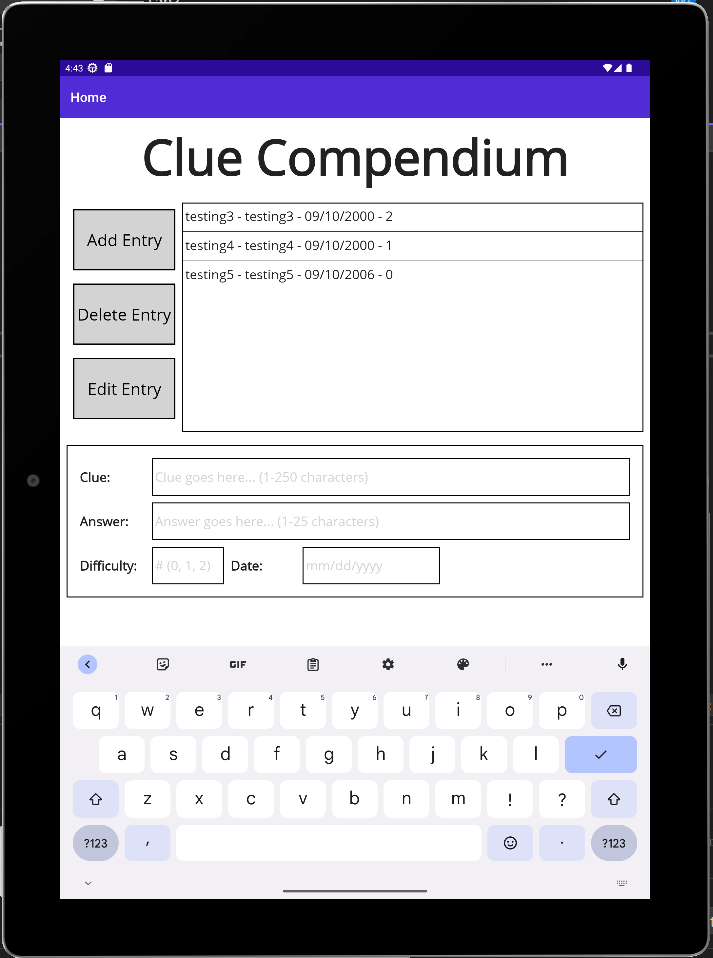 4:43
Home
Clue Compendium
Add Entry
Delete Entry
Edit Entry
testing3 - testing3 - 09/10/2000 - 2
testing4 - testing4 - 09/10/2000 - 1
testing5 - testing5 - 09/10/2006 - 0
Clue: Clue goes here... (1-250 characters)
Answer: Answer goes here... (1-25 characters)
Difficulty: # (0, 1, 2) Date: mm/dd/yyyy
GIF
q 1 w 2 e 3 r 4 t 5 y 6 u 7 i 8 o 9 p 0
a s d f g h j k l
z x c v b n m ! ?
?123 , . ?123